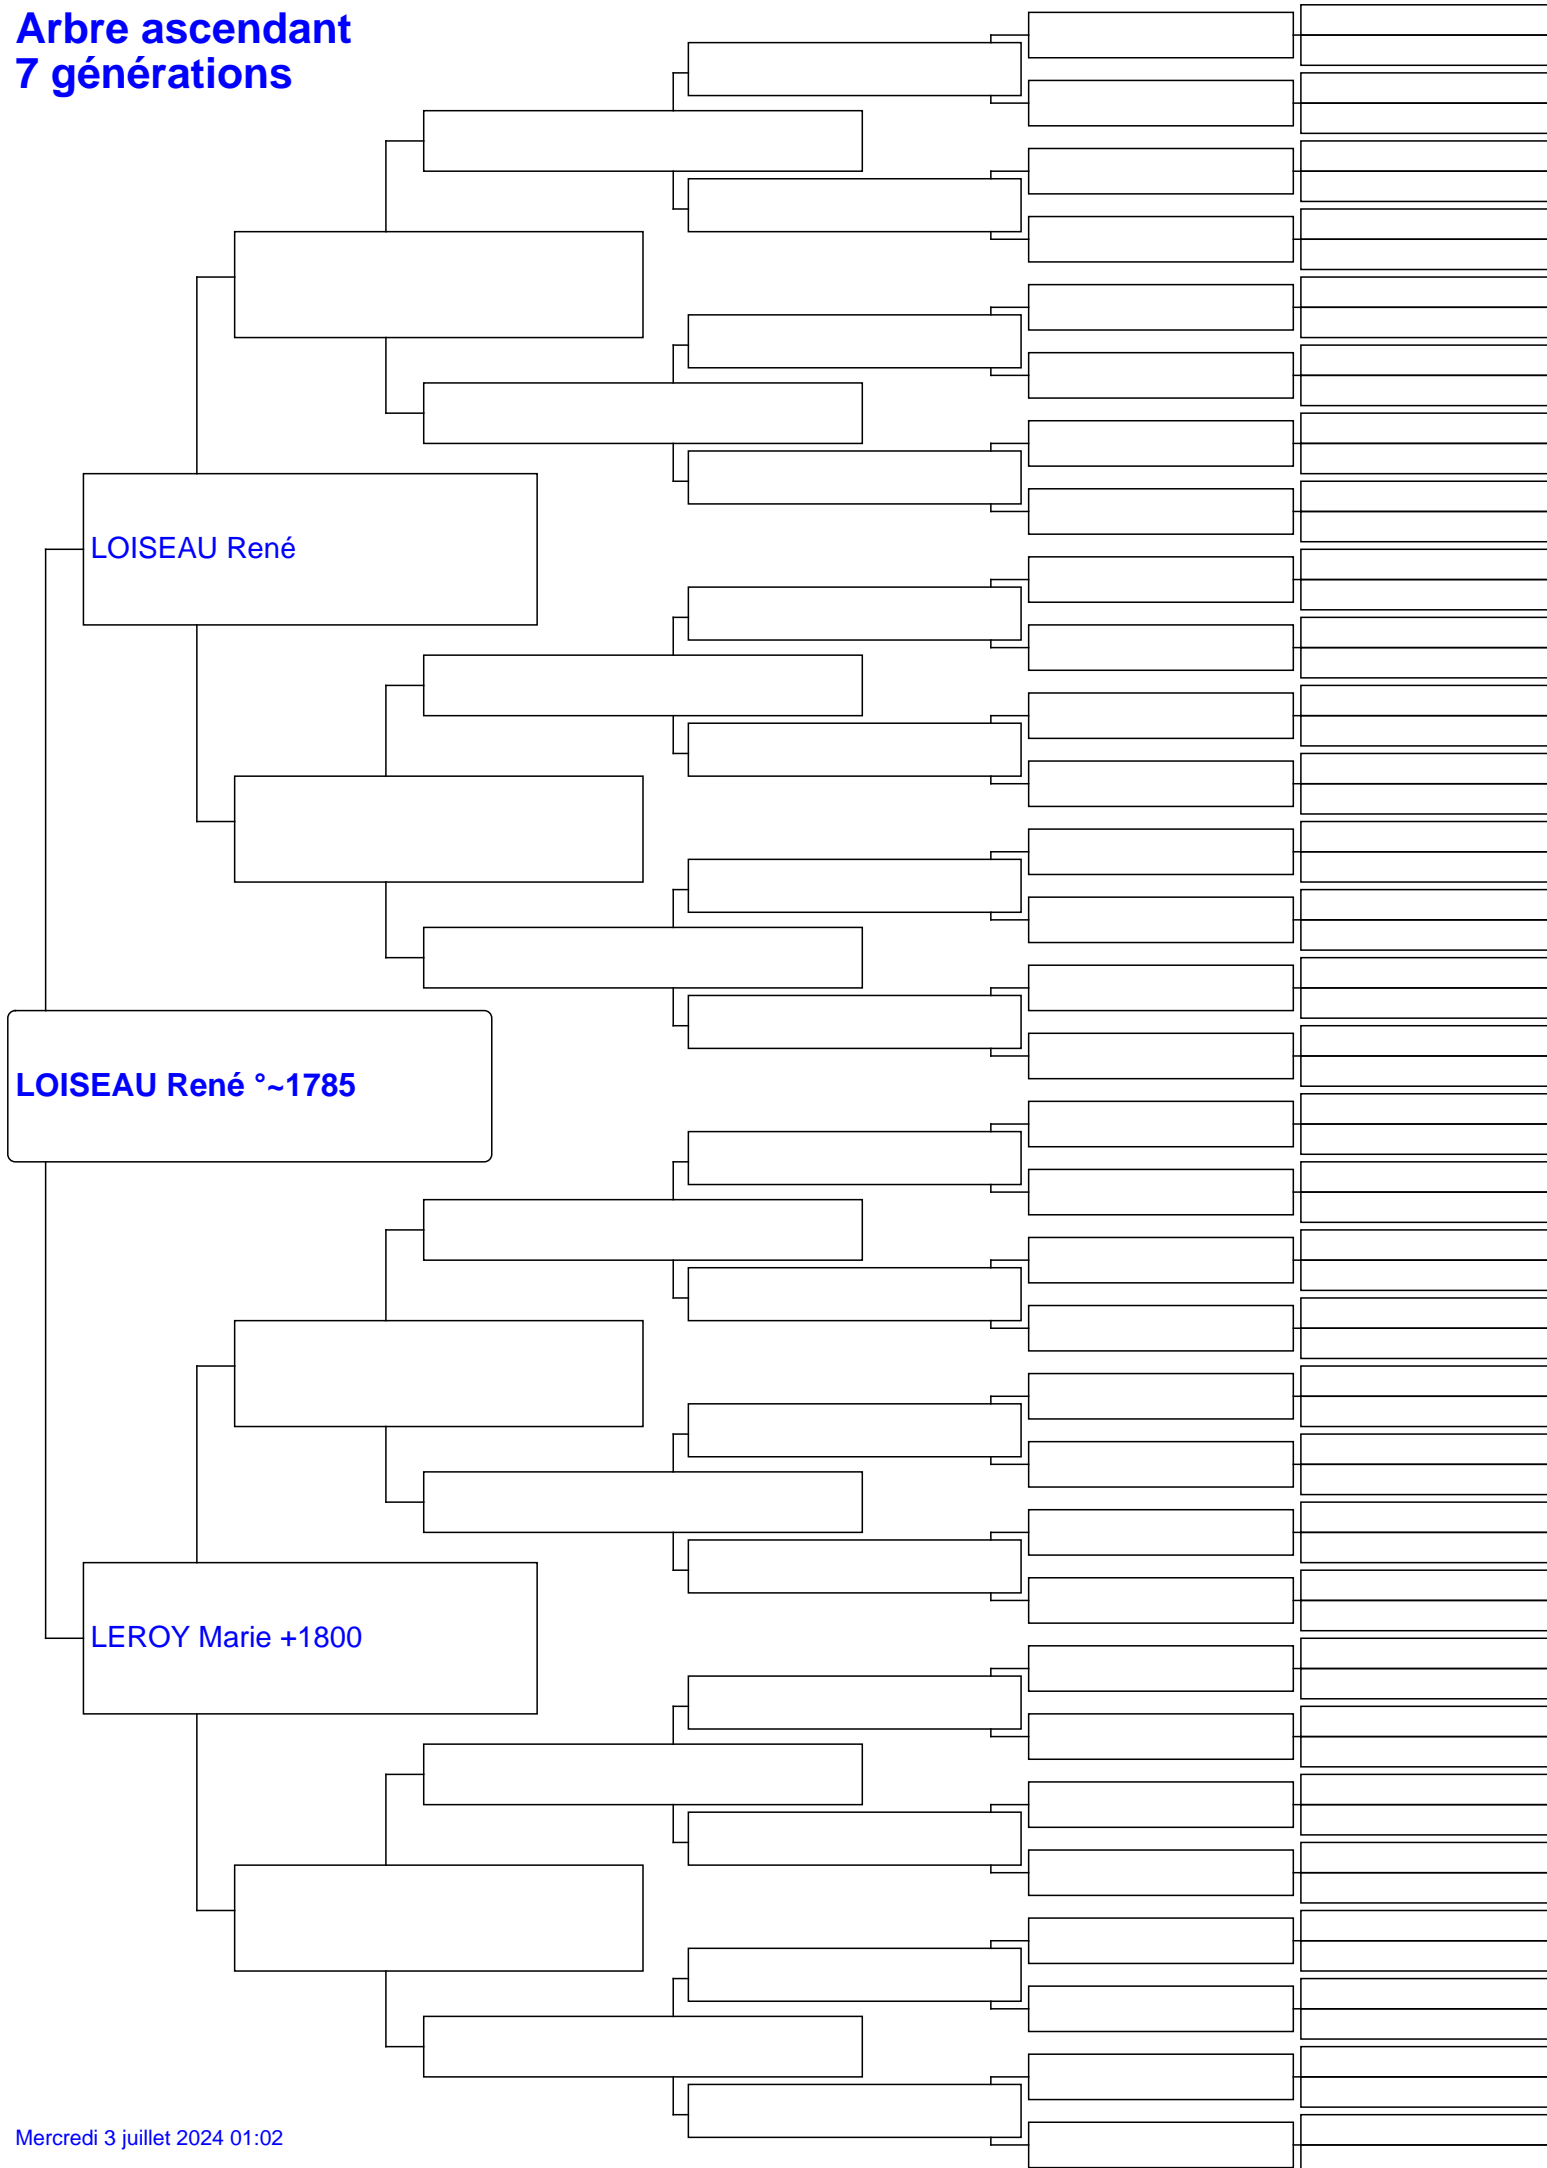 Arbre ascendant
7 générations
LOISEAU René
LOISEAU René °~1785
LEROY Marie +1800
Mercredi 3 juillet 2024 01:02